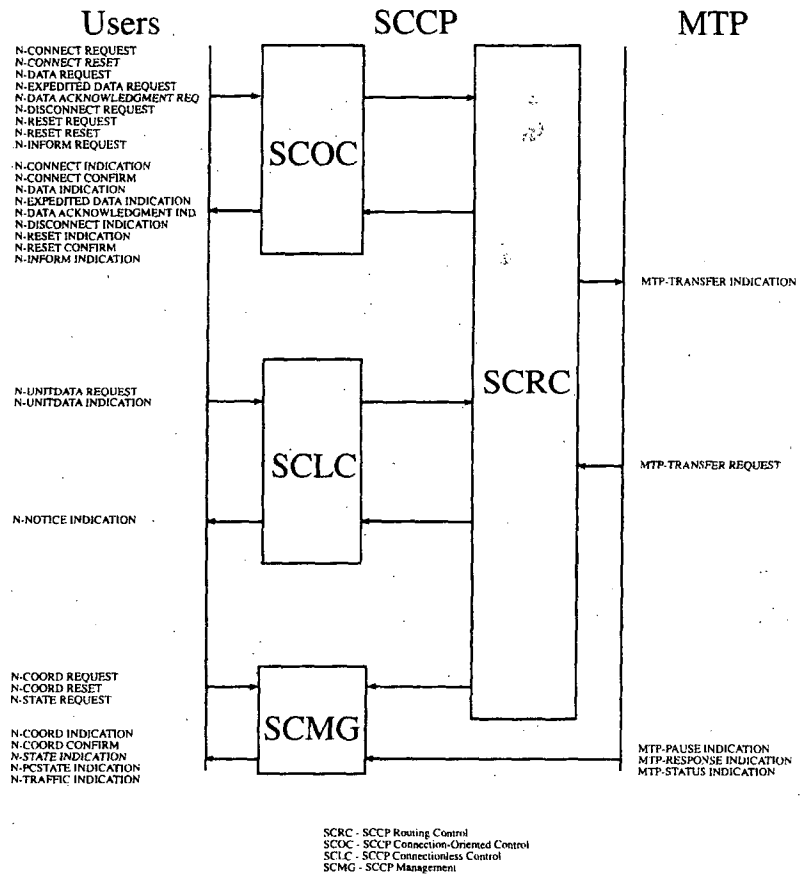 Users
SCCP
MTP
N-CONNECT REQUEST
N-CONNECT RESET
N-DATA REQUEST
N-EXPEDITED DATA REQUEST
N-DATA ACKNOWLEDGMENT REQ
N-DISCONNECT REQUEST
N-RESET REQUEST
N-RESET RESET
N-INFORM REQUEST
SCOC
N-CONNECT INDICATION
N-CONNECT CONFIRM
N-DATA INDICATION
N-EXPEDITED DATA INDICATION
N-DATA ACKNOWLEDGMENT IND.
N-DISCONNECT INDICATION
N-RESET INDICATION
N-RESET CONFIRM
N-INFORM INDICATION
MTP-TRANSFER INDICATION
SCRC
N-UNITDATA REQUEST
N-UNITDATA INDICATION
SCLC
MTP-TRANSFER REQUEST
N-NOTICE INDICATION
N-COORD REQUEST
N-COORD RESET
N-STATE REQUEST
SCMG
N-COORD INDICATION
N-COORD CONFIRM
N-STATE INDICATION
N-PCSTATE INDICATION
N-TRAFFIC INDICATION
MTP-PAUSE INDICATION
MTP-RESPONSE INDICATION
MTP-STATUS INDICATION
SCRC - SCCP Routing Control
SCOC - SCCP Connection-Oriented Control
SCLC - SCCP Connectionless Control
SCMG - SCCP Management